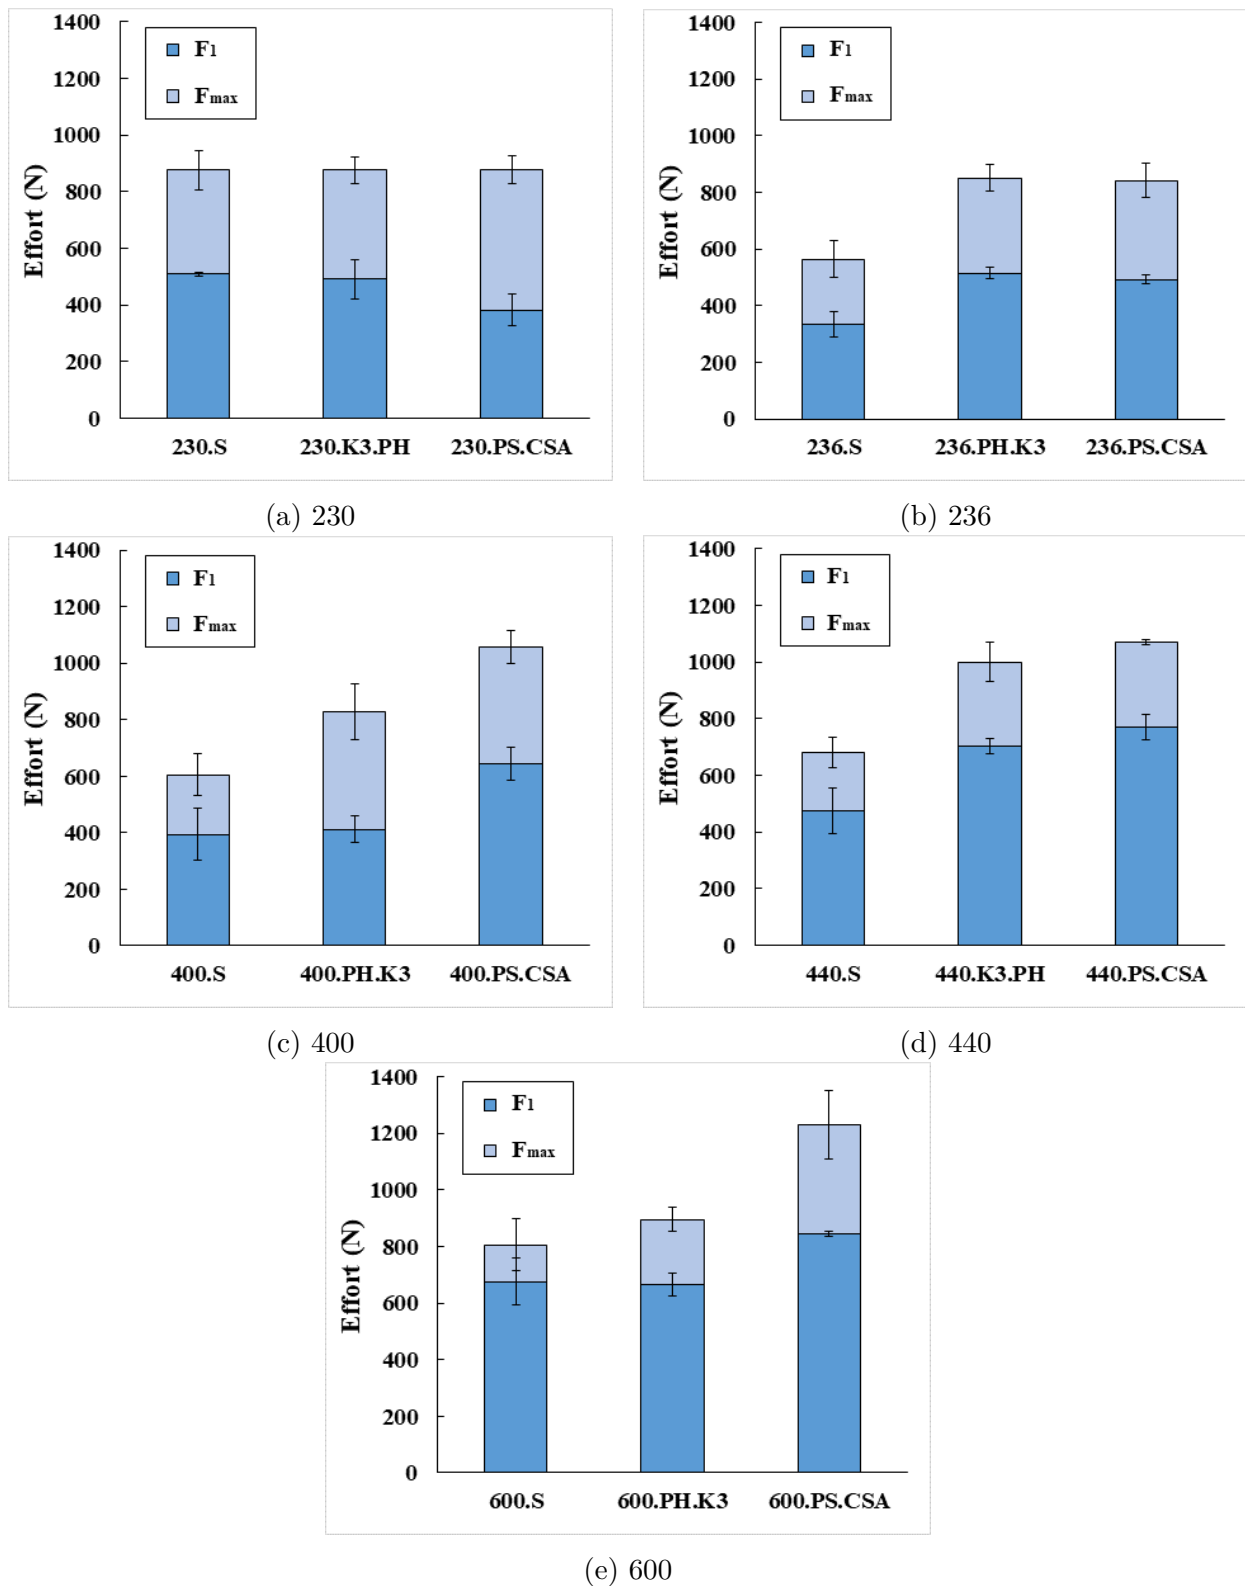 1400
1200
1000
800
600
400
200
0
Effort (N)
F1
Fmax
230.S 230.K3.PH 230.PS.CSA
(a) 230
1400
1200
1000
800
600
400
200
0
Effort (N)
F1
Fmax
236.S 236.PH.K3 236.PS.CSA
(b) 236
1400
1200
1000
800
600
400
200
0
Effort (N)
F1
Fmax
400.S 400.PH.K3 400.PS.CSA
(c) 400
1400
1200
1000
800
600
400
200
0
Effort (N)
F1
Fmax
440.S 440.K3.PH 440.PS.CSA
(d) 440
1400
1200
1000
800
600
400
200
0
Effort (N)
F1
Fmax
600.S 600.PH.K3 600.PS.CSA
(e) 600